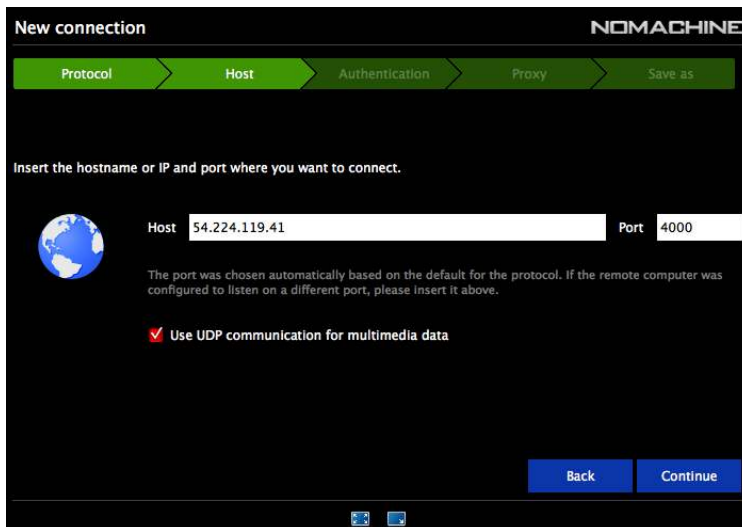 New connection
NOMACHINE
Protocol
Host
Authentication
Proxy
Save as
Insert the hostname or IP and port where you want to connect.
Host 54.224.119.41 Port 4000
The port was chosen automatically based on the default for the protocol. If the remote computer was
configured to listen on a different port, please insert it above.
Use UDP communication for multimedia data
Back
Continue